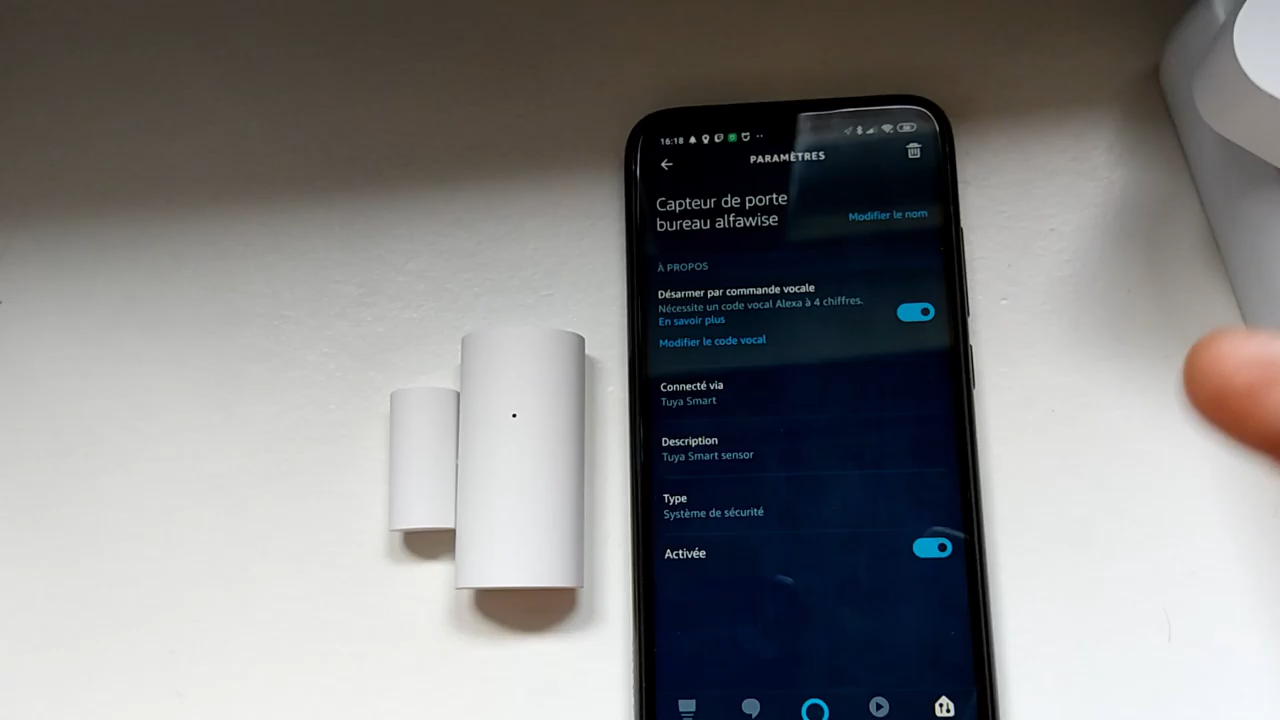 16:18
PARAMÈTRES
Capteur de porte
bureau alfawise
Modifier le nom
À PROPOS
Désarmer par commande vocale
Nécessite un code vocal Alexa à 4 chiffres.
En savoir plus
Modifier le code vocal
Connecté via
Tuya Smart
Description
Tuya Smart sensor
Type
Système de sécurité
Activée